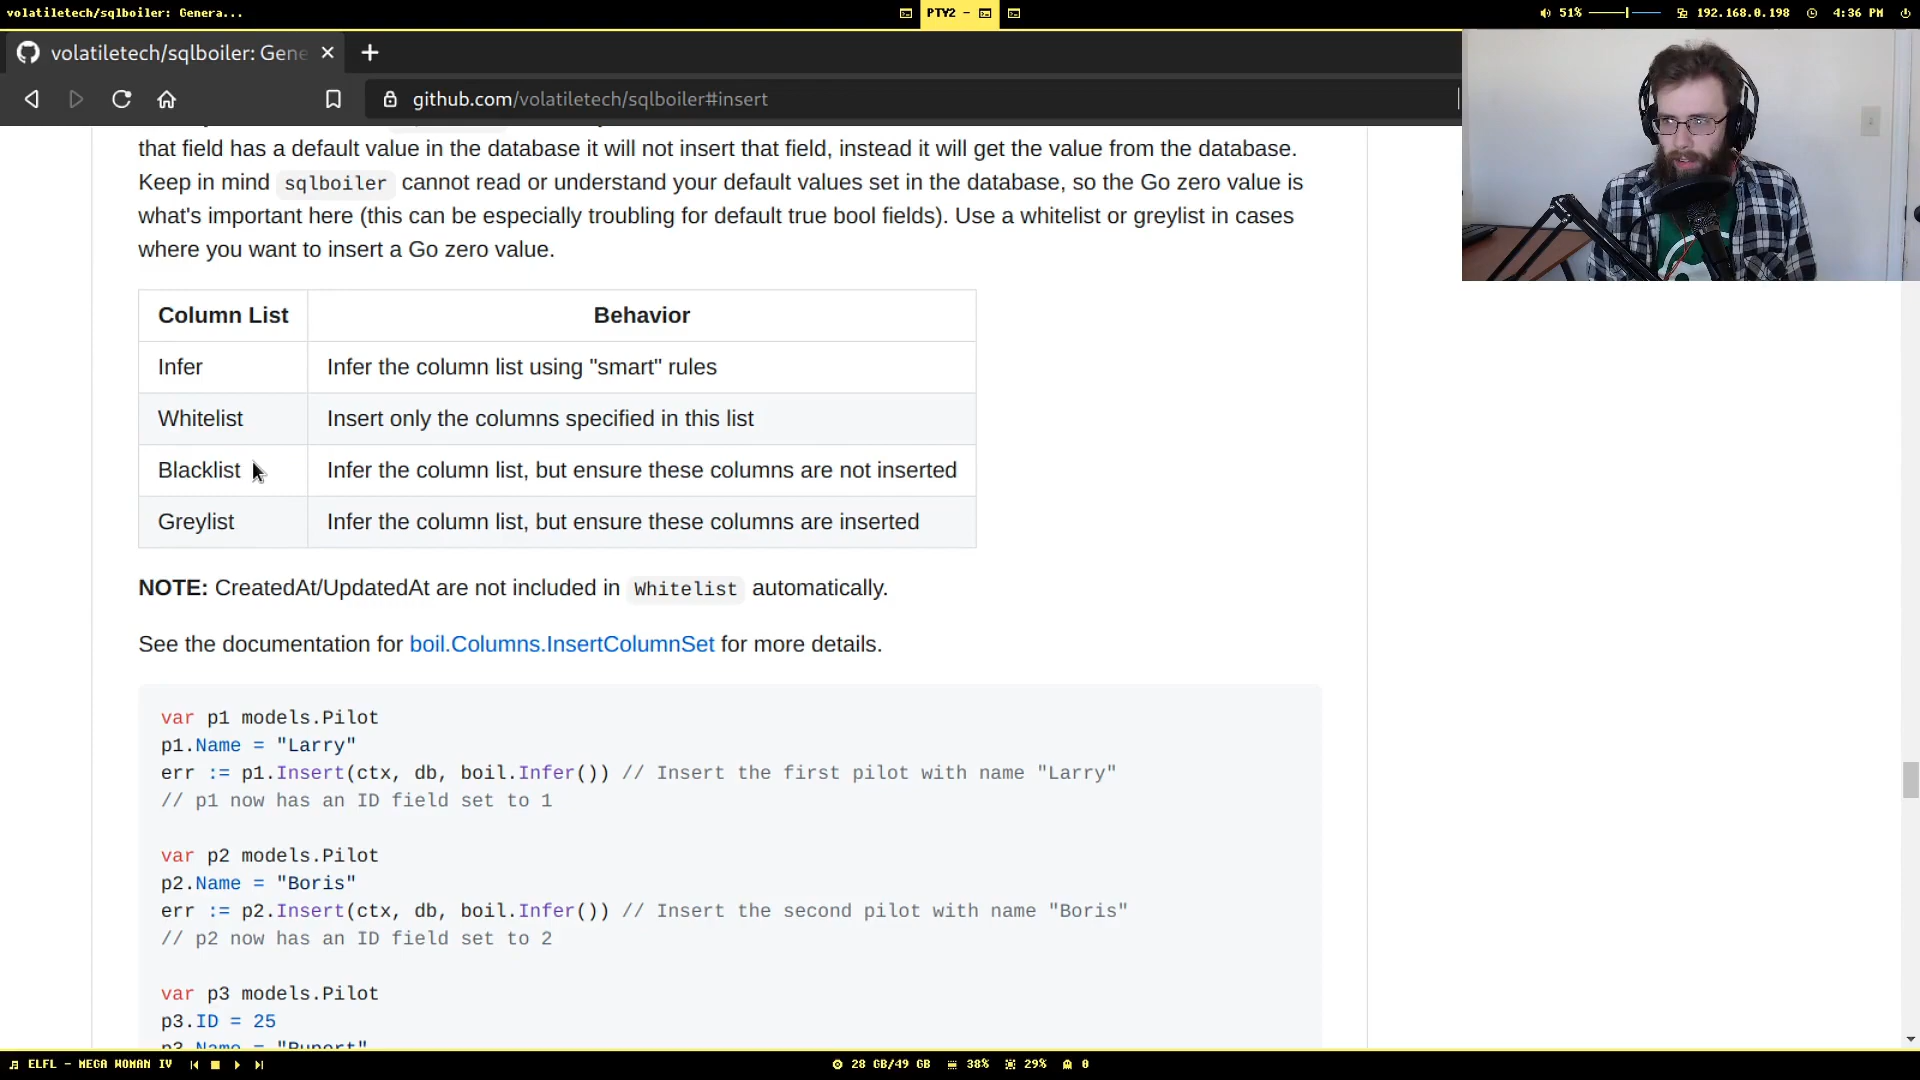 volatiletech/sqlboiler: Genera...
PTY2 -
51%
192.168.0.198
4:36 PM
volatiletech/sqlboiler: Gene
github.com/volatiletech/sqlboiler#insert
that field has a default value in the database it will not insert that field, instead it will get the value from the database.
Keep in mind sqlboiler cannot read or understand your default values set in the database, so the Go zero value is
what's important here (this can be especially troubling for default true bool fields). Use a whitelist or greylist in cases
where you want to insert a Go zero value.
Column List Behavior
Infer Infer the column list using "smart" rules
Whitelist Insert only the columns specified in this list
Blacklist Infer the column list, but ensure these columns are not inserted
Greylist Infer the column list, but ensure these columns are inserted
NOTE: CreatedAt/UpdatedAt are not included in Whitelist automatically.
See the documentation for boil.Columns.InsertColumnSet for more details.
var p1 models.Pilot
p1.Name = "Larry"
err := p1.Insert(ctx, db, boil.Infer()) // Insert the first pilot with name "Larry"
// p1 now has an ID field set to 1
var p2 models.Pilot
p2.Name = "Boris"
err := p2.Insert(ctx, db, boil.Infer()) // Insert the second pilot with name "Boris"
// p2 now has an ID field set to 2
var p3 models.Pilot
p3.ID = 25
p3.Name = "Rupert"
ELFL - MEGA WOMAN IV
28 GB/49 GB
38%
29%
0